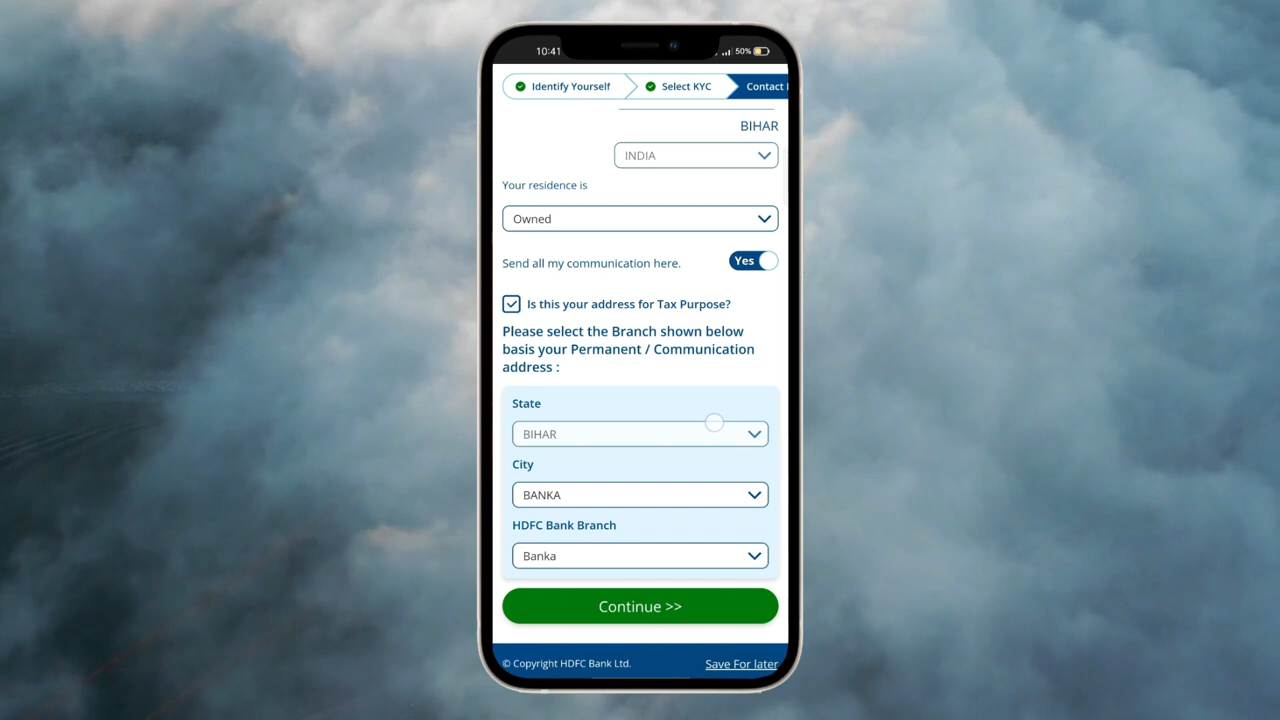 10:41
50%
Identify Yourself
Select KYC
Contact
BIHAR
INDIA
Your residence is
Owned
Send all my communication here.
Yes
Is this your address for Tax Purpose?
Please select the Branch shown below
basis your Permanent / Communication
address :
State
BIHAR
City
BANKA
HDFC Bank Branch
Banka
Continue >>
© Copyright HDFC Bank Ltd.
Save For later